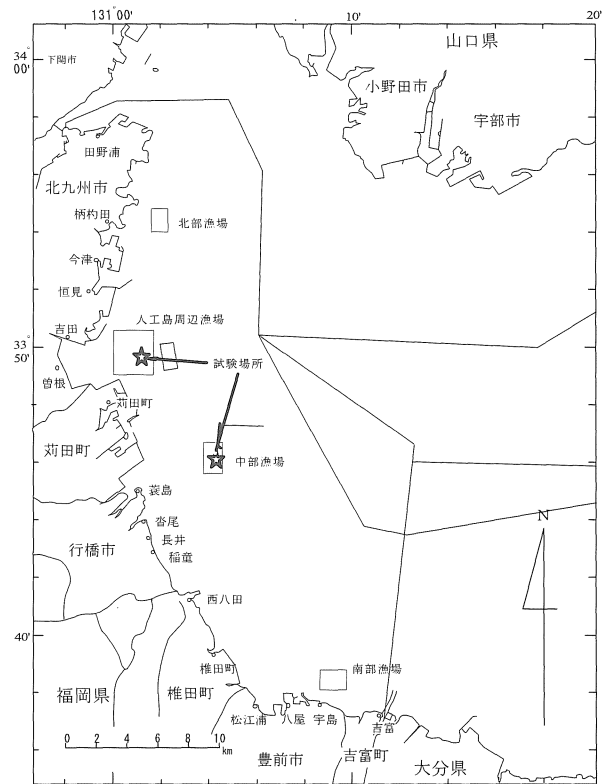 131°00′
10′
20′
34°
00′
下関市
山口県
小野田市
宇部市
田野浦
北九州市
柄杓田
北部漁場
今津
恒見
人工島周辺漁場
吉田
33°
50′
試験場所
曽根
苅田町
苅田町
中部漁場
蓑島
沓尾
長井
稲童
行橋市
N
西八田
40′
椎田町
南部漁場
福岡県
椎田町
松江浦
八屋
宇島
吉富
0 2 4 6 8 10
km
豊前市
吉富町
大分県